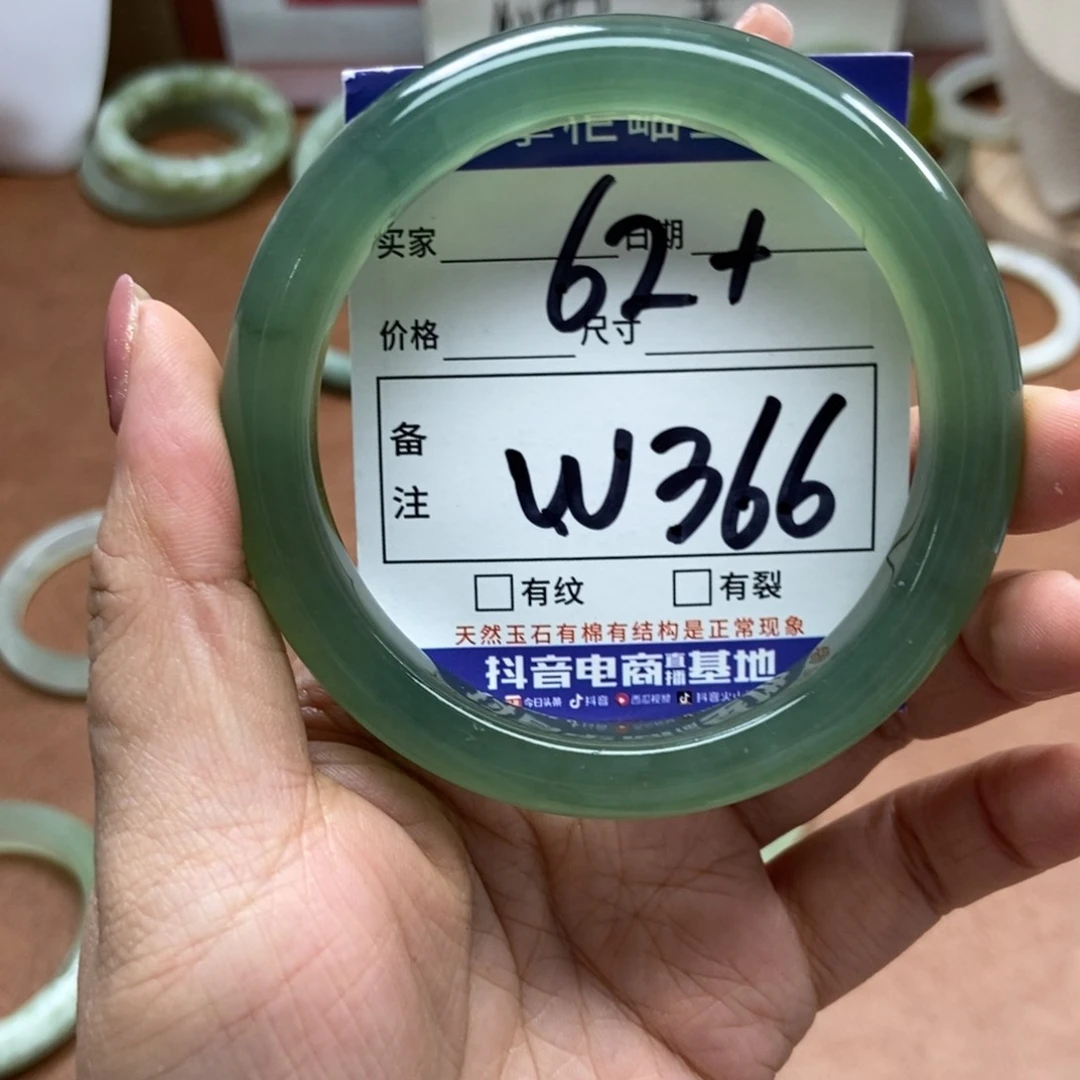 买家 日期
62+
价格 尺寸
备注
W366
有纹 有裂
天然玉石有棉有结构是正常现象
抖音电商直播基地
今日头条 抖音 西瓜视频 抖音火山